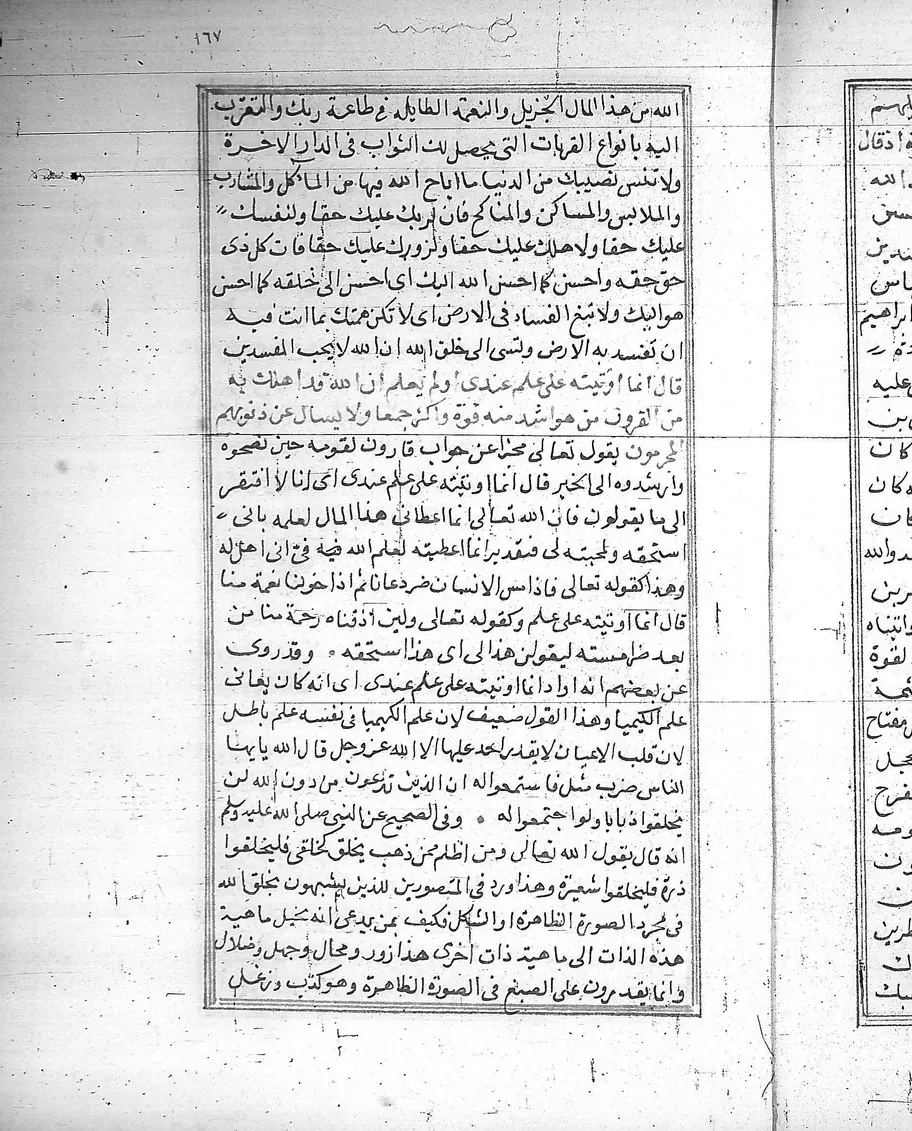 ١٦٧
الله من هذا المال الجزيل والنعمة الطايله في طاعة ربك والتقرب
اليه بانواع القربات التي يحصل لك الثواب في الدار الاخرة
ولا تنس نصيبك من الدنيا ما اباح الله فيها من الماكل والمشارب
والملابس والمساكن والمناكح فان لربك عليك حقا ولنفسك
عليك حقا ولاهلك عليك حقا ولزورك عليك حقا فات كل ذي
حق حقه واحسن كما احسن الله اليك اي احسن الى خلقه كما احسن
هو اليك ولا تبغ الفساد في الارض اي لا تكن همتك بما انت فيه
ان تفسد به الارض وتسي الى خلق الله ان الله لا يحب المفسدين
قال انما اوتيته على علم عندي اولم يعلم ان الله قد اهلك به
من القرون من هو اشد منه قوة واكثر جمعا ولا يسال عن ذنوبهم
المجرمون يقول تعالى مخبرا عن جواب قارون لقومه حين نصحوه
وارشدوه الى الخير قال انما اوتيته على علم عندي اي انا لا افتقر
الى ما يقولون فان الله تعالى انما اعطاني هذا المال لعلمه باني
استحقه ولمحبته لي فتقديره انما اعطيته لعلم الله فيه في اني اهل له
وهذا كقوله تعالى فاذا مس الانسان ضر دعانا ثم اذا خولنا نعمة منا
قال انما اوتيته على علم وكقوله تعالى ولين اذقناه رحمة منا من
بعد ضرا مسته ليقولن هذا لي اي هذا استحقه وقد روي
عن بعضهم انه اراد انما اوتيته على علم عندي اي انه كان يعاني
علم الكيميا وهذا القول ضعيف لان علم الكيميا في نفسه علم باطل
لان قلب الاعيان لا يقدر احد عليها الا الله عز وجل قال الله يا يها
الناس ضرب مثل فاستمعوا له ان الذين تدعون من دون الله لن
يخلقوا ذبابا ولو اجتمعوا له وفي الصحيح عن النبي صلى الله عليه وسلم
انه قال يقول الله تعالى ومن اظلم ممن ذهب يخلق كخلقي فليخلقوا
ذرة فليخلقوا شعيرة وهذا ورد في المتصورين للذين يشبهون بخلق الله
في مجرد الصورة الظاهرة او الشكل فكيف بمن يدعي انه يحيل ماهية
هذه الذات الى ماهية ذات اخرى هذا زور ومحال وجهل وضلال
وانما يقدرون على الصبغ في الصورة الظاهرة وهو كذب وزغل